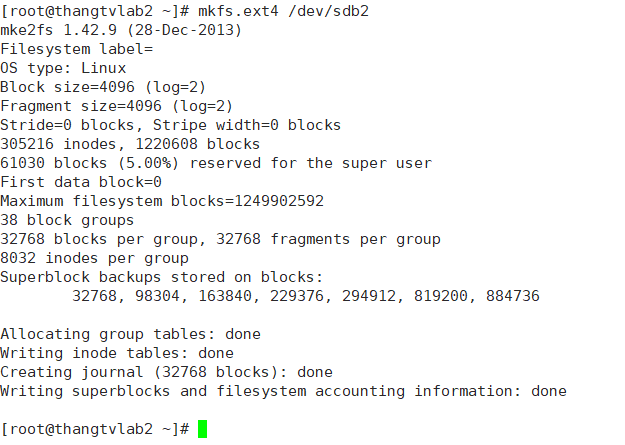 [root@thangtvlab2 ~]# mkfs.ext4 /dev/sdb2
mke2fs 1.42.9 (28-Dec-2013)
Filesystem label=
OS type: Linux
Block size=4096 (log=2)
Fragment size=4096 (log=2)
Stride=0 blocks, Stripe width=0 blocks
305216 inodes, 1220608 blocks
61030 blocks (5.00%) reserved for the super user
First data block=0
Maximum filesystem blocks=1249902592
38 block groups
32768 blocks per group, 32768 fragments per group
8032 inodes per group
Superblock backups stored on blocks:
        32768, 98304, 163840, 229376, 294912, 819200, 884736

Allocating group tables: done
Writing inode tables: done
Creating journal (32768 blocks): done
Writing superblocks and filesystem accounting information: done

[root@thangtvlab2 ~]#